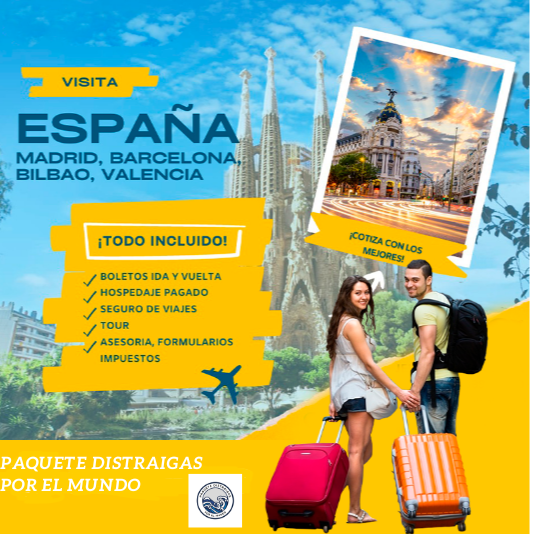 VISITA
ESPAÑA
MADRID, BARCELONA,
BILBAO, VALENCIA
¡COTIZA CON LOS
MEJORES!
¡TODO INCLUIDO!
BOLETOS IDA Y VUELTA
HOSPEDAJE PAGADO
SEGURO DE VIAJES
TOUR
ASESORIA, FORMULARIOS
IMPUESTOS
PAQUETE DISTRAIGAS
POR EL MUNDO